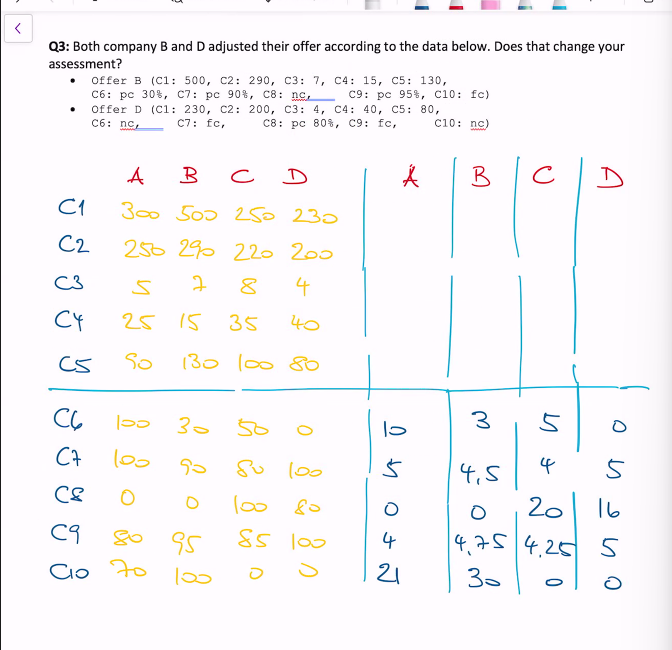 Q3: Both company B and D adjusted their offer according to the data below. Does that change your
assessment?
• Offer B (C1: 500, C2: 290, C3: 7, C4: 15, C5: 130,
C6: pc 30%, C7: pc 90%, C8: nc, C9: pc 95%, C10: fc)
• Offer D (C1: 230, C2: 200, C3: 4, C4: 40, C5: 80,
C6: nc, C7: fc, C8: pc 80%, C9: fc, C10: nc)
A B C D A B C D
C1 300 500 250 230
C2 250 290 220 200
C3 5 7 8 4
C4 25 15 35 40
C5 90 130 100 80
C6 100 30 50 0 10 3 5 0
C7 100 90 80 100 5 4,5 4 5
C8 0 0 100 80 0 0 20 16
C9 80 95 85 100 4 4,75 4,25 5
C10 70 100 0 0 21 30 0 0